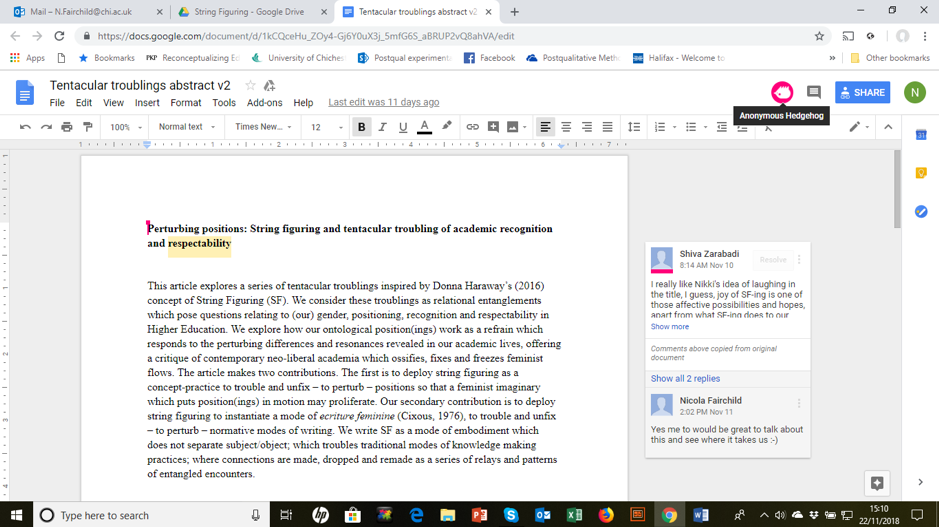 Mail – N.Fairchild@chi.ac.uk
String Figuring - Google Drive
Tentacular troublings abstract v2
https://docs.google.com/document/d/1kCQceHu_ZOy4-Gj6Y0uX3j_5mfG6S_aBRUP2vQ8ahVA/edit
Apps
Bookmarks
PKP Reconceptualizing Ed
University of Chiches
Postqual experiment
Facebook
Postqualitative Metho
Halifax - Welcome to
Other bookmarks
Tentacular troublings abstract v2
File Edit View Insert Format Tools Add-ons Help Last edit was 11 days ago
SHARE
N
Anonymous Hedgehog
100% Normal text Times New... 12 B I U A
1 1 2 3 4 5 6 7
Perturbing positions: String figuring and tentacular troubling of academic recognition
and respectability
This article explores a series of tentacular troublings inspired by Donna Haraway's (2016)
concept of String Figuring (SF). We consider these troublings as relational entanglements
which pose questions relating to (our) gender, positioning, recognition and respectability in
Higher Education. We explore how our ontological position(ings) work as a refrain which
responds to the perturbing differences and resonances revealed in our academic lives, offering
a critique of contemporary neo-liberal academia which ossifies, fixes and freezes feminist
flows. The article makes two contributions. The first is to deploy string figuring as a
concept-practice to trouble and unfix – to perturb – positions so that a feminist imaginary
which puts position(ings) in motion may proliferate. Our secondary contribution is to deploy
string figuring to instantiate a mode of ecriture feminine (Cixous, 1976), to trouble and unfix
– to perturb – normative modes of writing. We write SF as a mode of embodiment which
does not separate subject/object; which troubles traditional modes of knowledge making
practices; where connections are made, dropped and remade as a series of relays and patterns
of entangled encounters.
Shiva Zarabadi
8:14 AM Nov 10
Resolve
I really like Nikki's idea of laughing in
the title, I guess, joy of SF-ing is one of
those affective possibilities and hopes,
apart from what SF-ing does to our
Show more
Comments above copied from original
document
Show all 2 replies
Nicola Fairchild
2:02 PM Nov 11
Yes me to would be great to talk about
this and see where it takes us :-)
Type here to search
15:10
22/11/2018